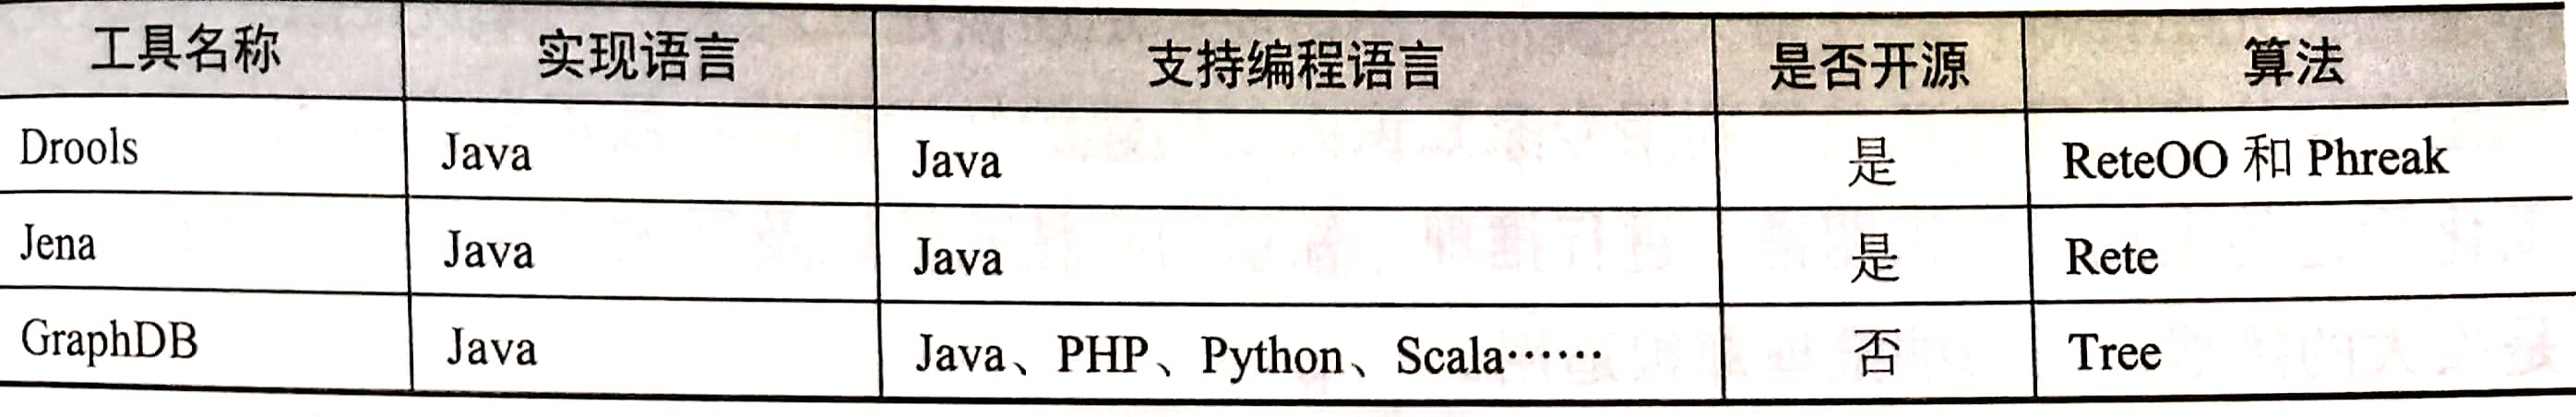 工具名称 实现语言 支持编程语言 是否开源 算法
Drools Java Java 是 ReteOO 和 Phreak
Jena Java Java 是 Rete
GraphDB Java Java、PHP、Python、Scala…… 否 Tree